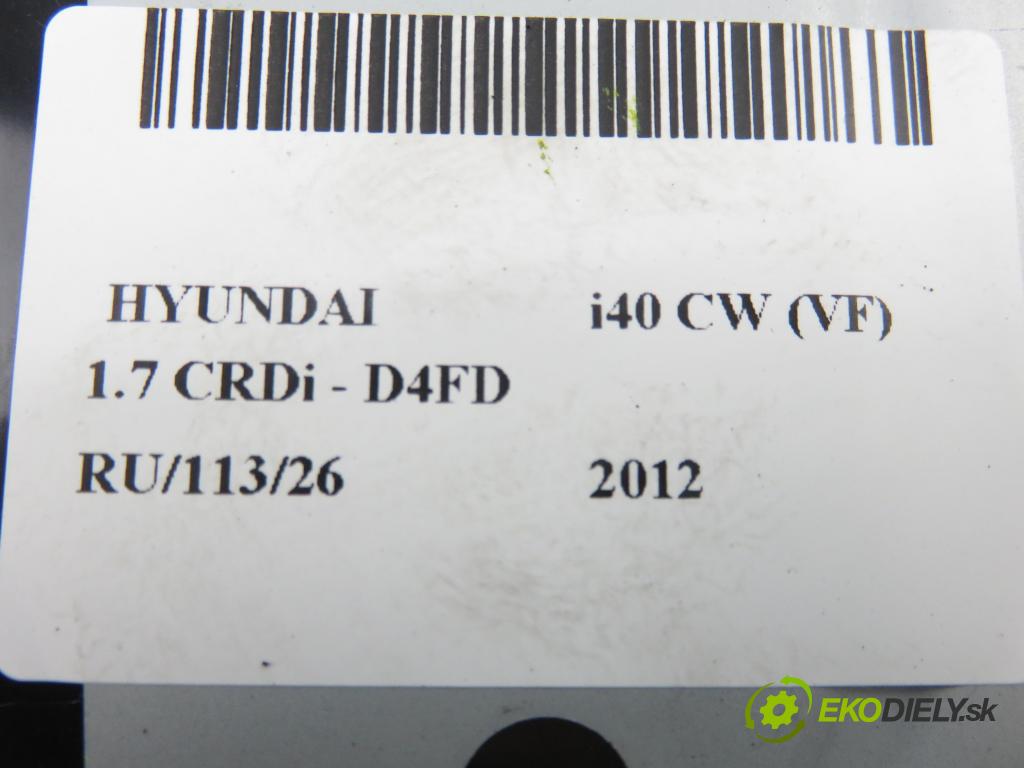 HYUNDAI i40 CW (VF)
1.7 CRDi - D4FD
RU/113/26 2012
EKODIELY.sk